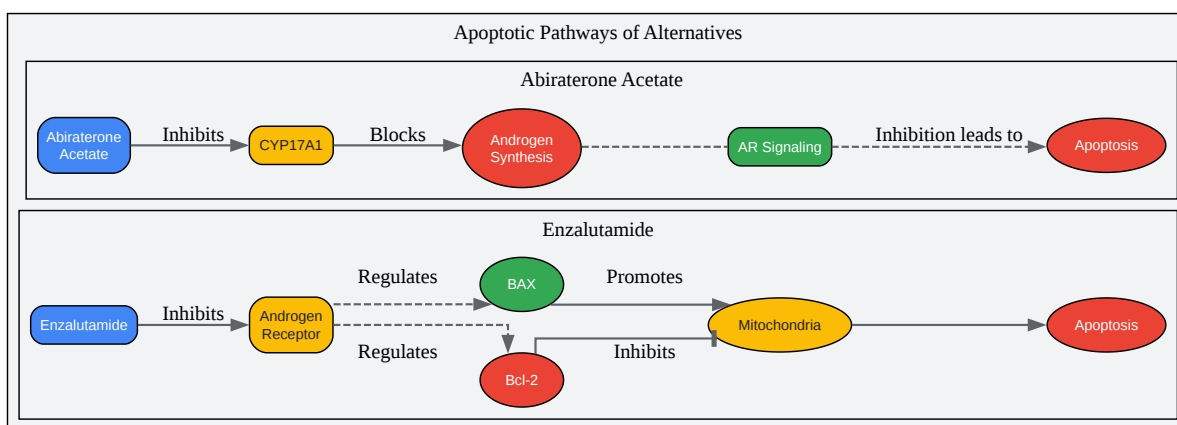 Apoptotic Pathways of Alternatives
Abiraterone Acetate
Abiraterone
Acetate
Inhibits
CYP17A1
Blocks
Androgen
Synthesis
AR Signaling
Inhibition leads to
Apoptosis
Enzalutamide
Enzalutamide
Inhibits
Androgen
Receptor
Regulates
Regulates
BAX
Bcl-2
Promotes
Inhibits
Mitochondria
Apoptosis